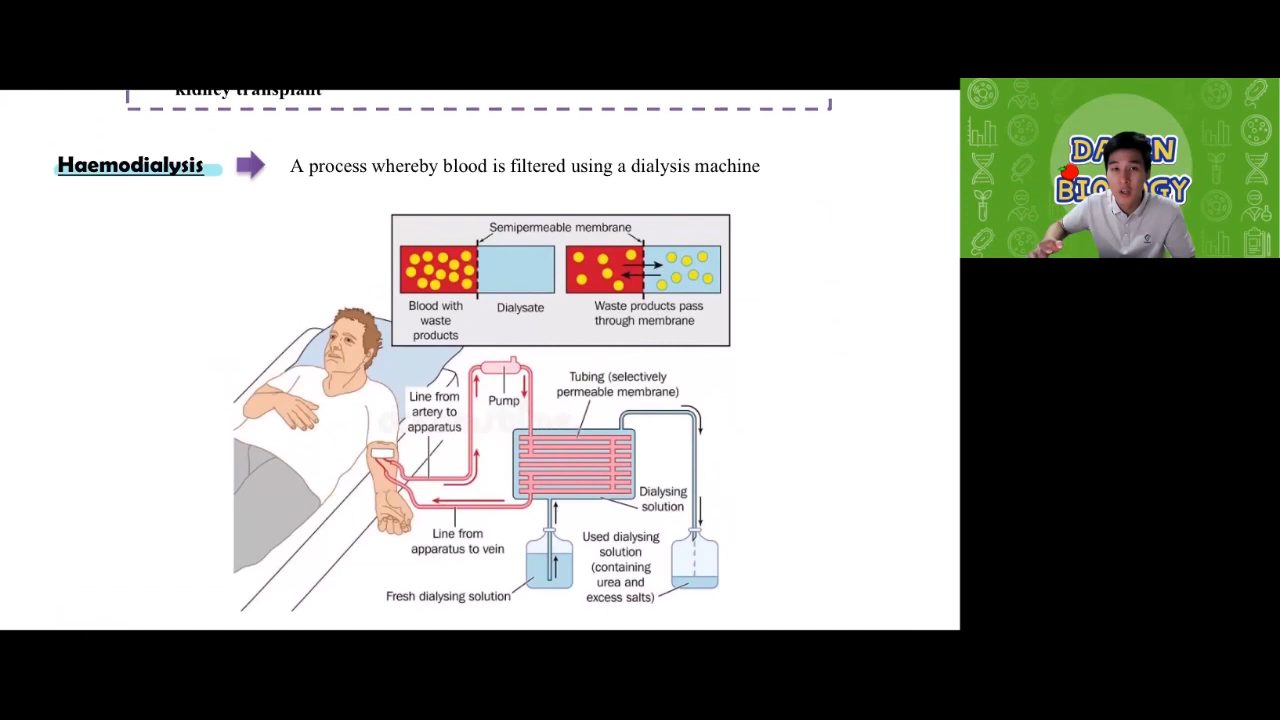 kidney transplant
Haemodialysis
A process whereby blood is filtered using a dialysis machine
Semipermeable membrane
Blood with
waste
products
Dialysate
Waste products pass
through membrane
Line from
artery to
apparatus
Pump
Tubing (selectively
permeable membrane)
Dialysing
solution
Line from
apparatus to vein
Used dialysing
solution
(containing
urea and
excess salts)
Fresh dialysing solution
BIOLOGY